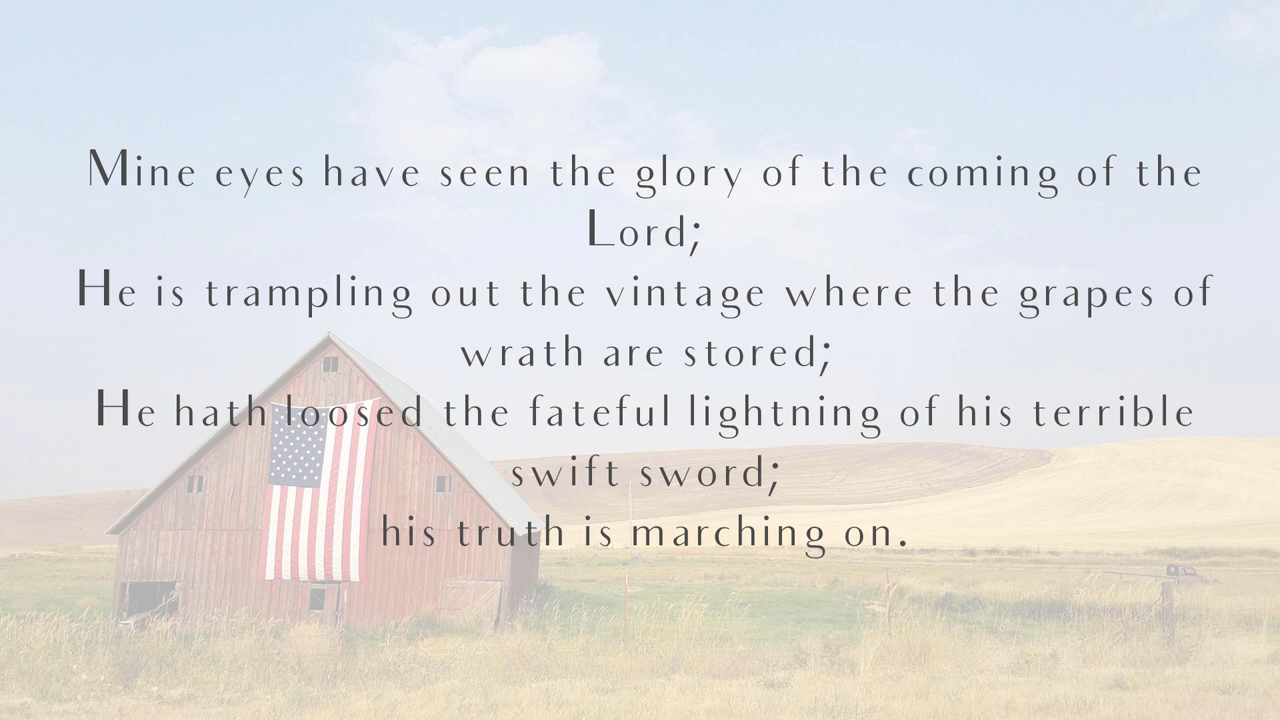 Mine eyes have seen the glory of the coming of the
Lord;
He is trampling out the vintage where the grapes of
wrath are stored;
He hath loosed the fateful lightning of his terrible
swift sword;
his truth is marching on.